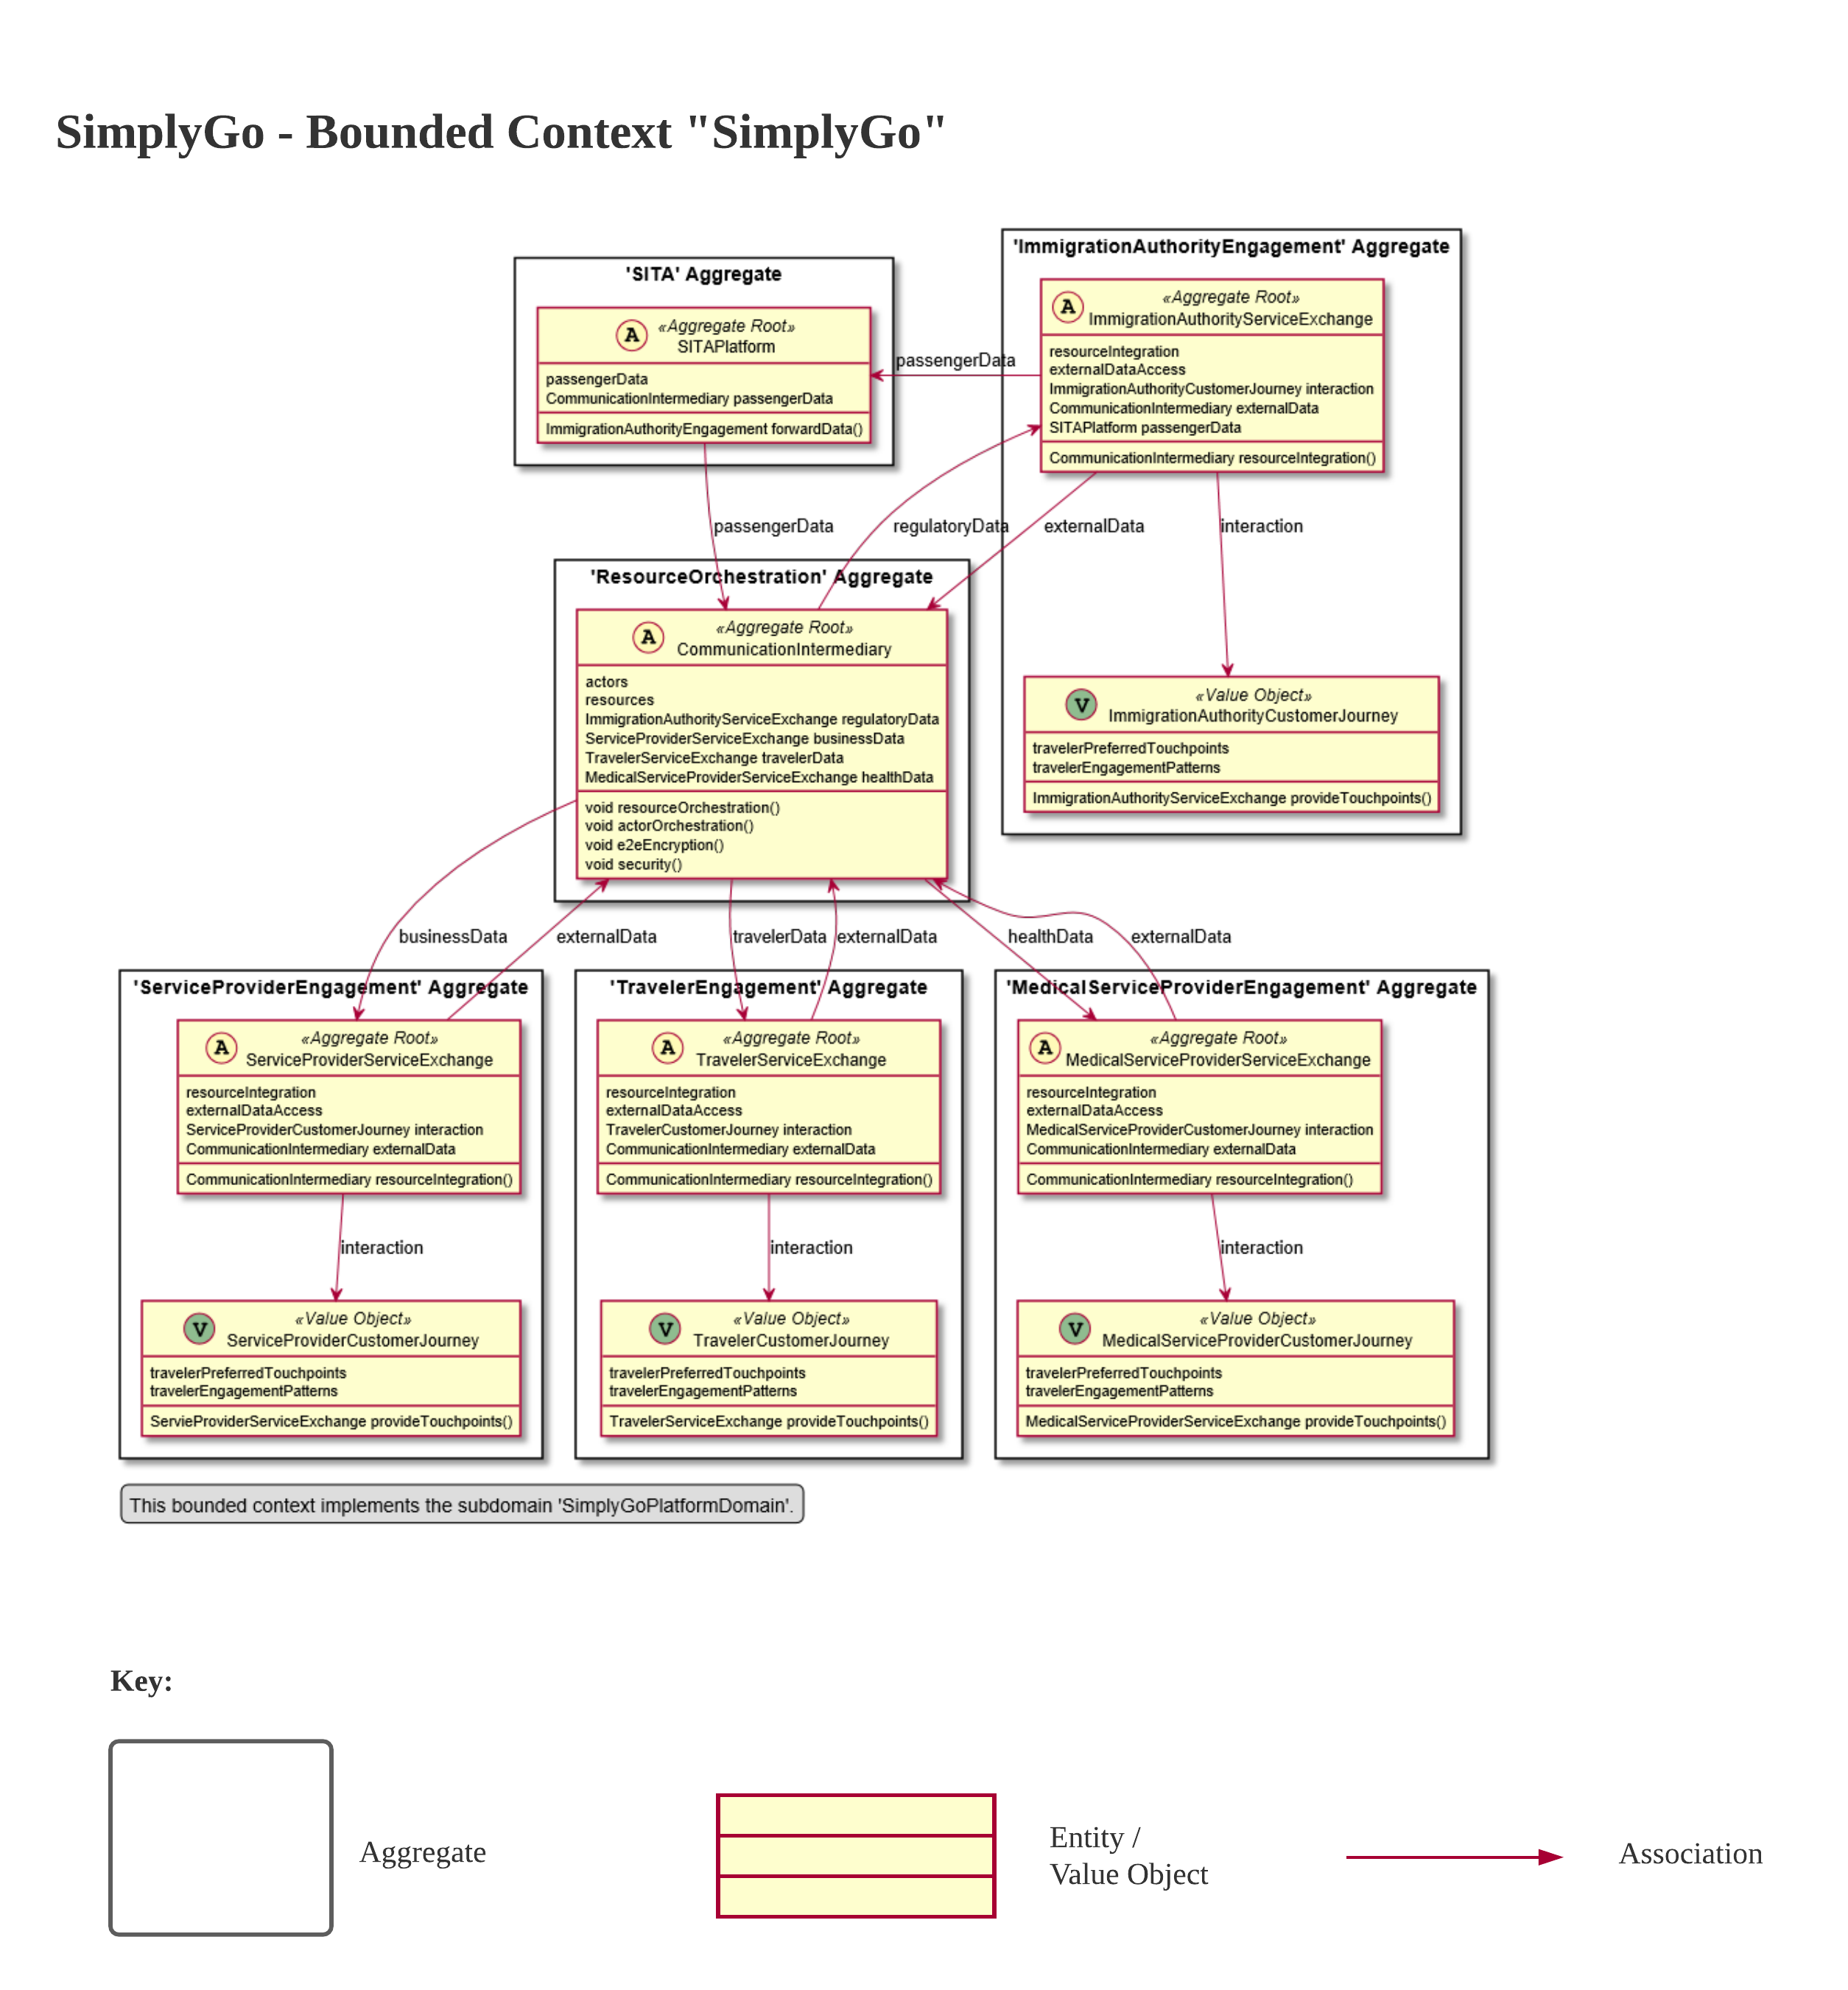 SimplyGo - Bounded Context "SimplyGo"
'SITA' Aggregate
«Aggregate Root»
A
SITAPlatform
passengerData
CommunicationIntermediary passengerData
ImmigrationAuthorityEngagement forwardData()
'ImmigrationAuthorityEngagement' Aggregate
«Aggregate Root»
A
ImmigrationAuthorityServiceExchange
resourceIntegration
externalDataAccess
ImmigrationAuthorityCustomerJourney interaction
CommunicationIntermediary externalData
SITAPlatform passengerData
CommunicationIntermediary resourceIntegration()
passengerData
passengerData
regulatoryData
externalData
interaction
'ResourceOrchestration' Aggregate
«Aggregate Root»
A
CommunicationIntermediary
actors
resources
ImmigrationAuthorityServiceExchange regulatoryData
ServiceProviderServiceExchange businessData
TravelerServiceExchange travelerData
MedicalServiceProviderServiceExchange healthData
void resourceOrchestration()
void actorOrchestration()
void e2eEncryption()
void security()
«Value Object»
V
ImmigrationAuthorityCustomerJourney
travelerPreferredTouchpoints
travelerEngagementPatterns
ImmigrationAuthorityServiceExchange provideTouchpoints()
businessData
externalData
travelerData
externalData
healthData
externalData
'ServiceProviderEngagement' Aggregate
«Aggregate Root»
A
ServiceProviderServiceExchange
resourceIntegration
externalDataAccess
ServiceProviderCustomerJourney interaction
CommunicationIntermediary externalData
CommunicationIntermediary resourceIntegration()
interaction
«Value Object»
V
ServiceProviderCustomerJourney
travelerPreferredTouchpoints
travelerEngagementPatterns
ServieProviderServiceExchange provideTouchpoints()
'TravelerEngagement' Aggregate
«Aggregate Root»
A
TravelerServiceExchange
resourceIntegration
externalDataAccess
TravelerCustomerJourney interaction
CommunicationIntermediary externalData
CommunicationIntermediary resourceIntegration()
interaction
«Value Object»
V
TravelerCustomerJourney
travelerPreferredTouchpoints
travelerEngagementPatterns
TravelerServiceExchange provideTouchpoints()
'MedicalServiceProviderEngagement' Aggregate
«Aggregate Root»
A
MedicalServiceProviderServiceExchange
resourceIntegration
externalDataAccess
MedicalServiceProviderCustomerJourney interaction
CommunicationIntermediary externalData
CommunicationIntermediary resourceIntegration()
interaction
«Value Object»
V
MedicalServiceProviderCustomerJourney
travelerPreferredTouchpoints
travelerEngagementPatterns
MedicalServiceProviderServiceExchange provideTouchpoints()
This bounded context implements the subdomain 'SimplyGoPlatformDomain'.
Key:
Aggregate
Entity /
Value Object
Association